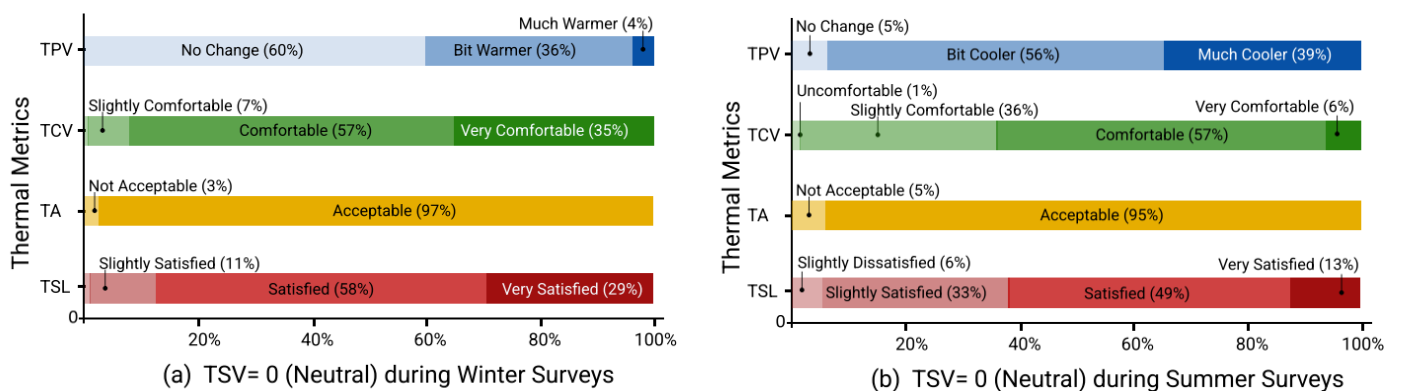 Thermal Metrics
Much Warmer (4%)
TPV
No Change (60%)
Bit Warmer (36%)
Slightly Comfortable (7%)
TCV
Comfortable (57%)
Very Comfortable (35%)
Not Acceptable (3%)
TA
Acceptable (97%)
Slightly Satisfied (11%)
TSL
Satisfied (58%)
Very Satisfied (29%)
0
20%
40%
60%
80%
100%
(a) TSV= 0 (Neutral) during Winter Surveys
Thermal Metrics
No Change (5%)
TPV
Bit Cooler (56%)
Much Cooler (39%)
Uncomfortable (1%)
Slightly Comfortable (36%)
Very Comfortable (6%)
TCV
Comfortable (57%)
Not Acceptable (5%)
TA
Acceptable (95%)
Slightly Dissatisfied (6%)
Very Satisfied (13%)
TSL
Slightly Satisfied (33%)
Satisfied (49%)
0
20%
40%
60%
80%
100%
(b) TSV= 0 (Neutral) during Summer Surveys